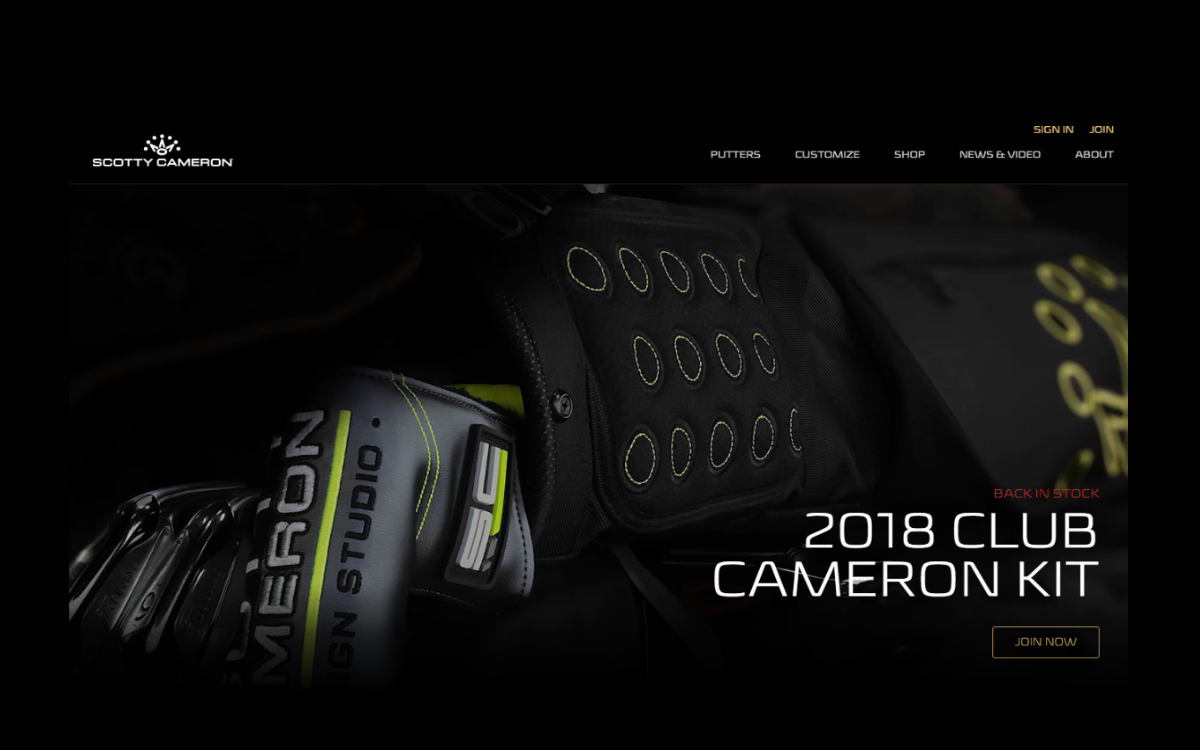 SIGN IN JOIN
SCOTTY CAMERON
PUTTERS CUSTOMIZE SHOP NEWS & VIDEO ABOUT
BACK IN STOCK
2018 CLUB
CAMERON KIT
JOIN NOW
MERON
IGN STUDIO •
SC